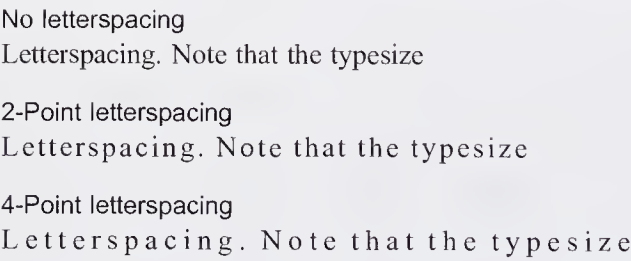 No letterspacing
Letterspacing. Note that the typesize
2-Point letterspacing
Letterspacing. Note that the typesize
4-Point letterspacing
Letterspacing. Note that the typesize